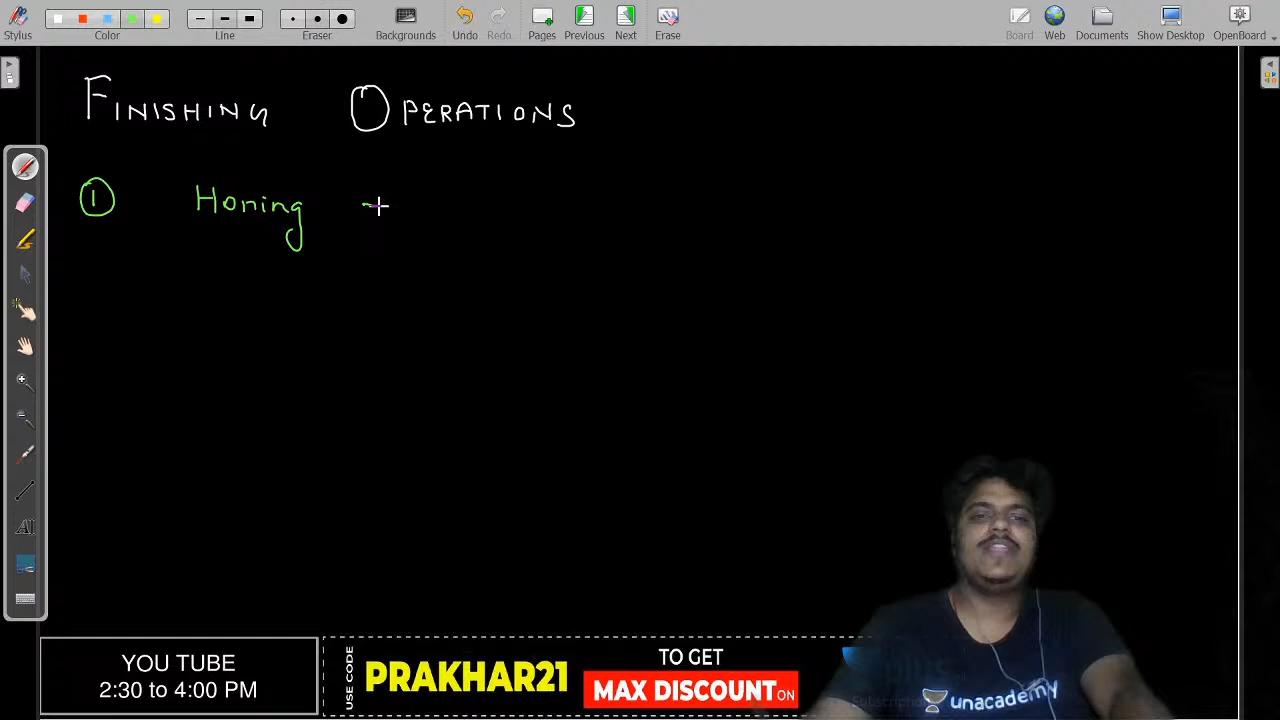 Stylus Color Line Eraser Backgrounds Undo Redo Pages Previous Next Erase Board Web Documents Show Desktop OpenBoard
FINISHING OPERATIONS
1 Honing -
AI
YOU TUBE
2:30 to 4:00 PM
USE CODE
PRAKHAR21
TO GET
MAX DISCOUNT ON
unacademy